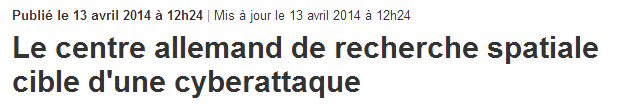 Publié le 13 avril 2014 à 12h24 | Mis à jour le 13 avril 2014 à 12h24
Le centre allemand de recherche spatiale
cible d'une cyberattaque